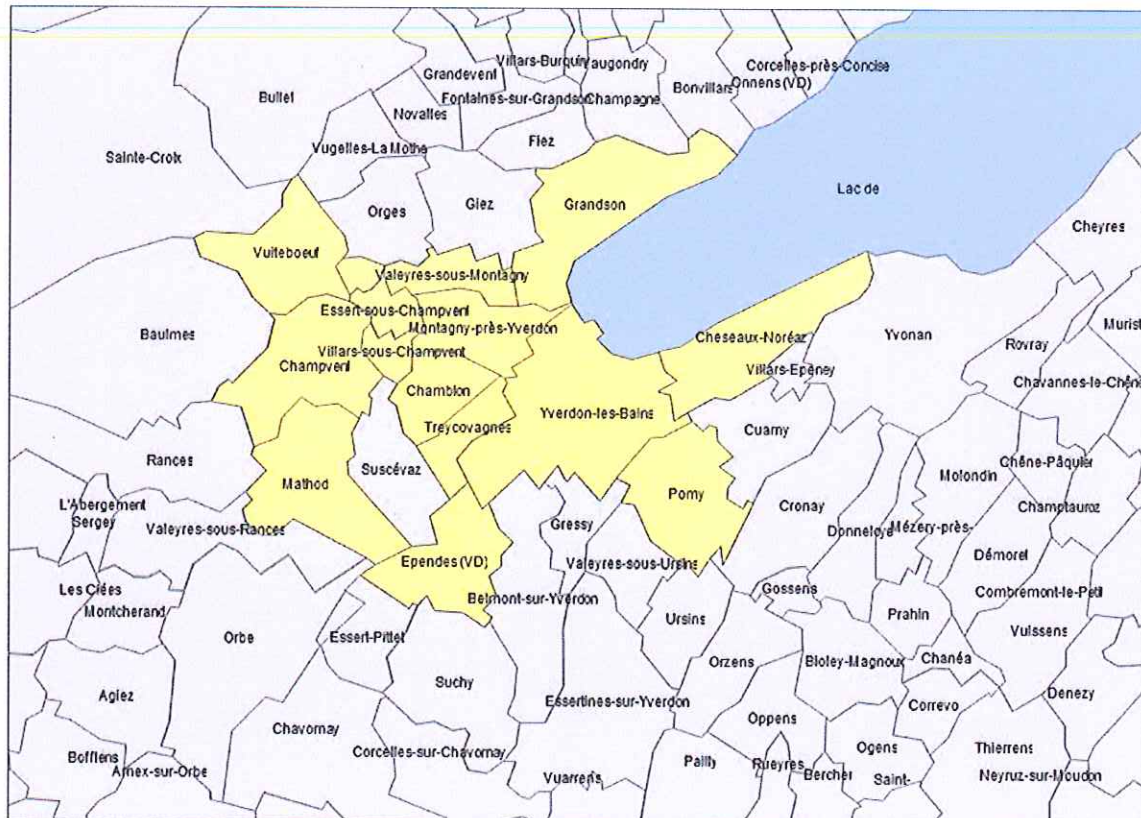 Villars-Burquin
Vaugondry
Corcelles-près-Concise
Grandevent
Onnens (VD)
Bonvillars
Bullet
Fontaines-sur-Grandson
Champagne
Novalles
Fiez
Vugelles-La Mothe
Sainte-Croix
Lac de
Orges
Giez
Grandson
Cheyres
Vuiteboeuf
Valeyres-sous-Montagny
Essert-sous-Champvent
Montagny-près-Yverdon
Baulmes
Cheseaux-Noréaz
Yvonan
Murist
Rovray
Villars-sous-Champvent
Champvent
Villars-Epeney
Chavannes-le-Chêne
Chamblon
Yverdon-les-Bains
Treycovagnes
Cuarny
Rances
Suscévaz
Chêne-Pâquier
Mathod
Pomy
Molondin
L'Abergement
Cronay
Champtauroz
Sergey
Valeyres-sous-Rances
Gressy
Donneloye
Mézery-près-
Démoret
Ependes (VD)
Valeyres-sous-Ursins
Les Clées
Gossens
Combremont-le-Petit
Belmont-sur-Yverdon
Montcherand
Prahin
Orbe
Essert-Pittet
Ursins
Vuissens
Orzens
Bioley-Magnoux
Chanéa
Suchy
Agiez
Denezy
Essertines-sur-Yverdon
Correvo
Oppens
Chavornay
Corcelles-sur-Chavornay
Ogens
Thierrens
Bofflens
Pailly
Rueyres
Arnex-sur-Orbe
Vuarrens
Bercher
Saint-
Neyruz-sur-Moudon